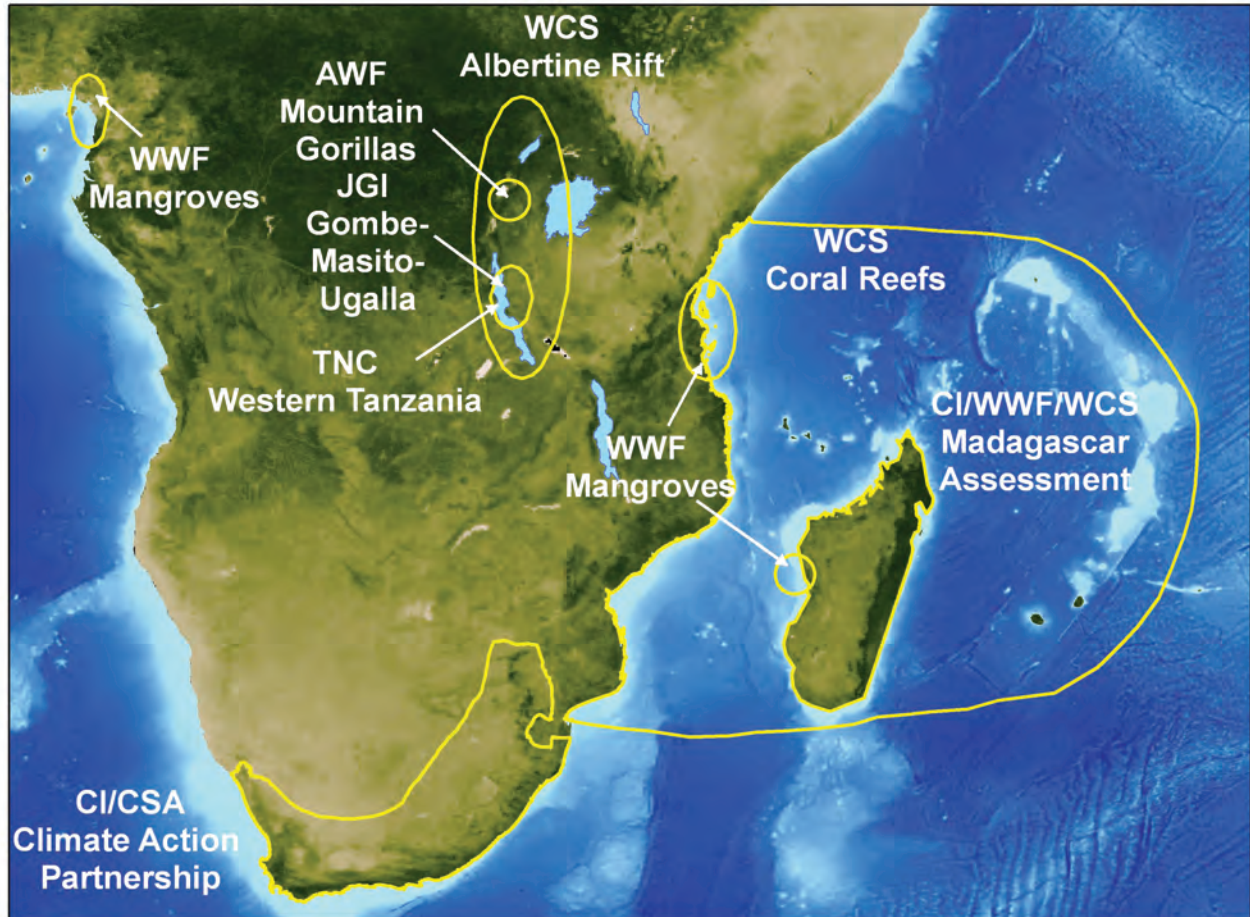 WCS
Albertine Rift
AWF
Mountain
Gorillas
JGI
Gombe-
Masito-
Ugalla
TNC
Western Tanzania
WWF
Mangroves
WCS
Coral Reefs
CI/WWF/WCS
Madagascar
Assessment
WWF
Mangroves
CI/CSA
Climate Action
Partnership